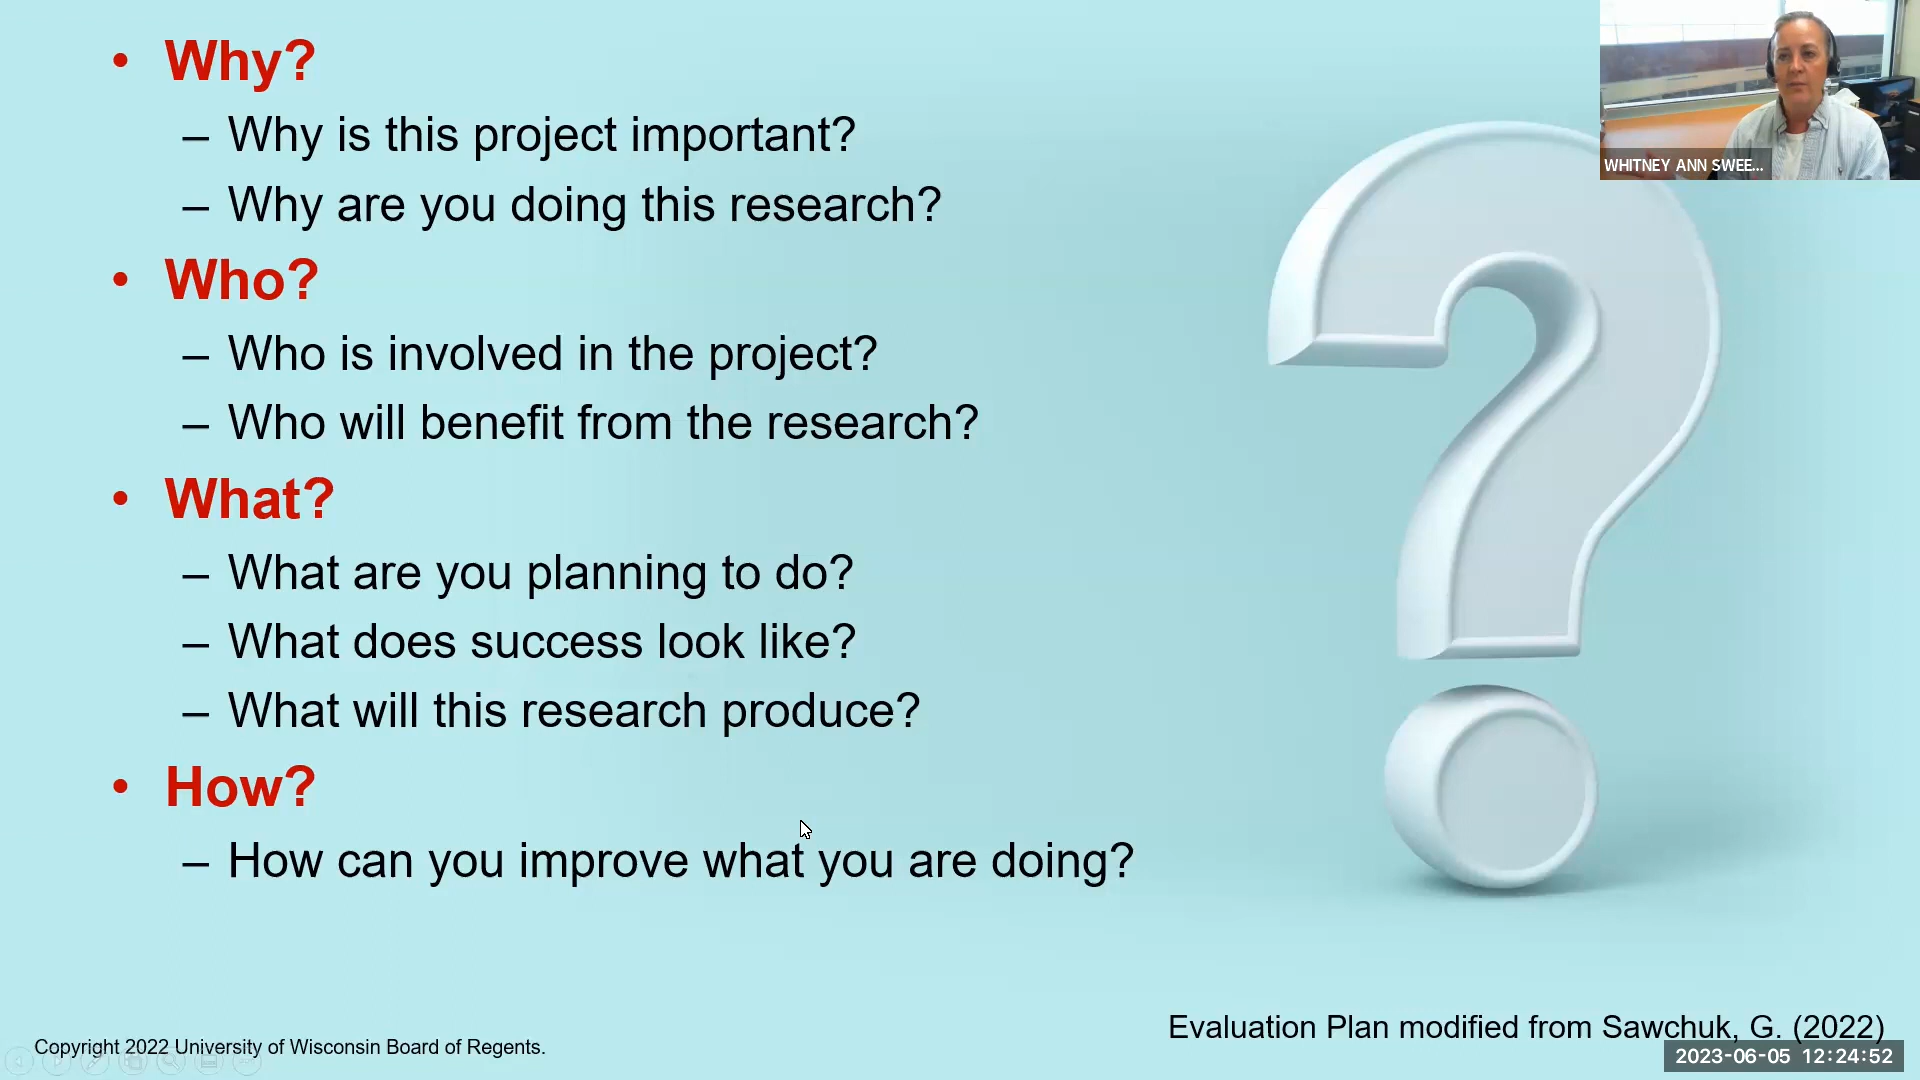 • Why?
– Why is this project important?
– Why are you doing this research?
• Who?
– Who is involved in the project?
– Who will benefit from the research?
• What?
– What are you planning to do?
– What does success look like?
– What will this research produce?
• How?
– How can you improve what you are doing?
WHITNEY ANN SWEE...
Evaluation Plan modified from Sawchuk, G. (2022)
Copyright 2022 University of Wisconsin Board of Regents.
2023-06-05 12:24:52